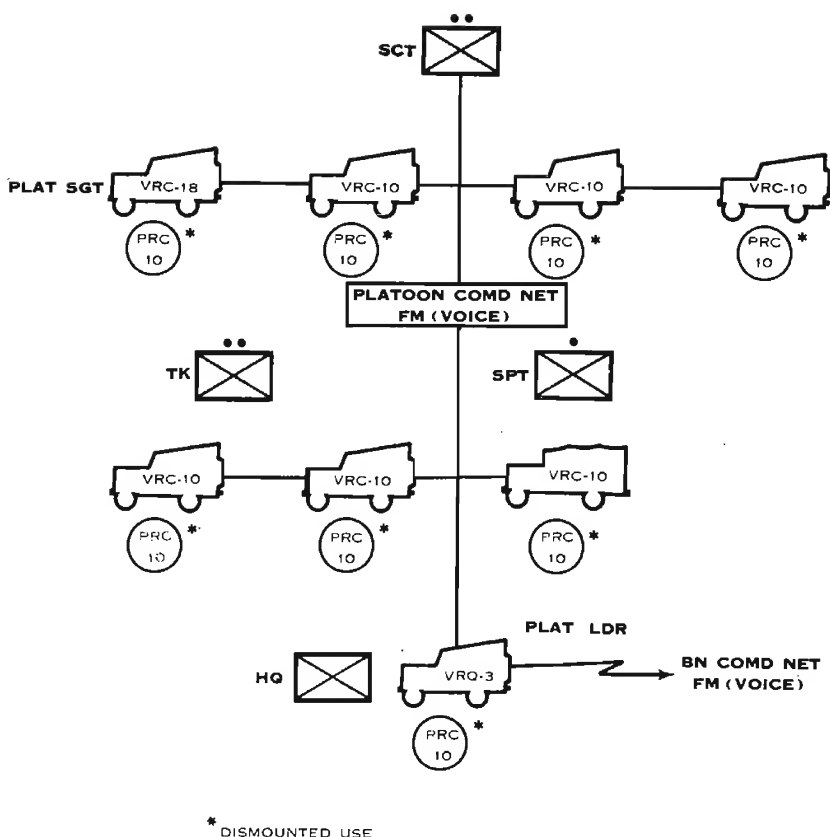 SCT
PLAT SGT
VRC-18
VRC-10
VRC-10
VRC-10
PRC
10
*
PRC
10
*
PRC
10
*
PRC
10
*
PLATOON COMD NET
FM (VOICE)
TK
SPT
VRC-10
VRC-10
VRC-10
PRC
10
*
PRC
10
*
PRC
10
*
PLAT LDR
HQ
VRQ-3
BN COMD NET
FM (VOICE)
PRC
10
*
* DISMOUNTED USE